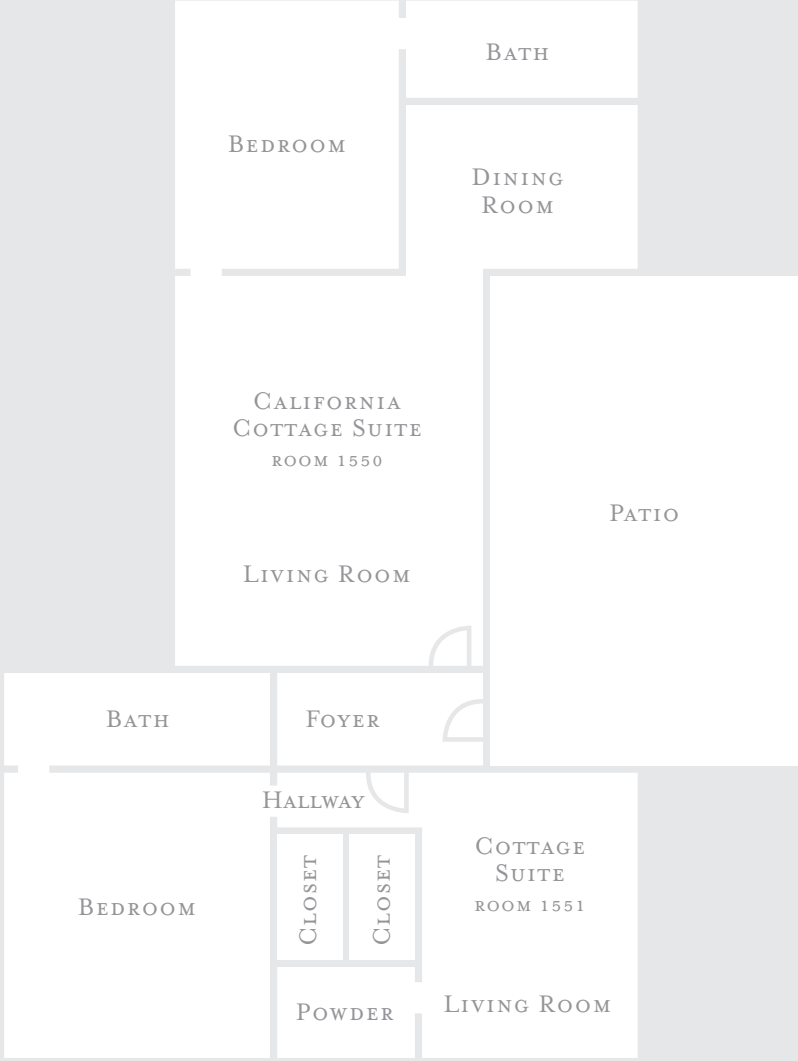 Bath
Bedroom
Dining
Room
California
Cottage Suite
room 1550
Patio
Living Room
Bath
Foyer
Hallway
Cottage
Suite
room 1551
Closet
Closet
Bedroom
Living Room
Powder